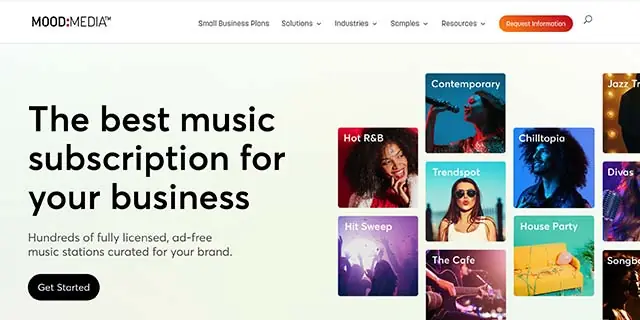 MOOD:MEDIA™
Small Business Plans Solutions Industries Samples Resources Request Information
The best music
subscription for
your business
Hundreds of fully licensed, ad-free
music stations curated for your brand.
Get Started
Hot R&B
Hit Sweep
Contemporary
Trendspot
The Cafe
Chilltopia
House Party
Jazz
Divas